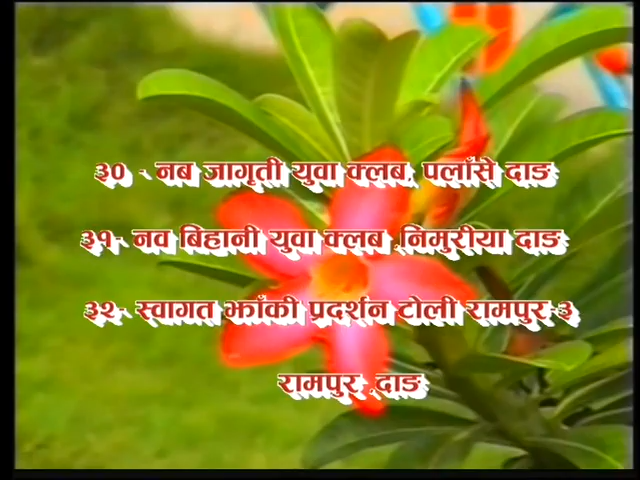 ३० - नब जागृती युवा क्लब, पलाँसे दाङ
३१- नव बिहानी युवा क्लब ,निमुरीया दाङ
३२- स्वागत झाँकी प्रदर्शन टोली रामपुर-३
रामपुर ,दाङ